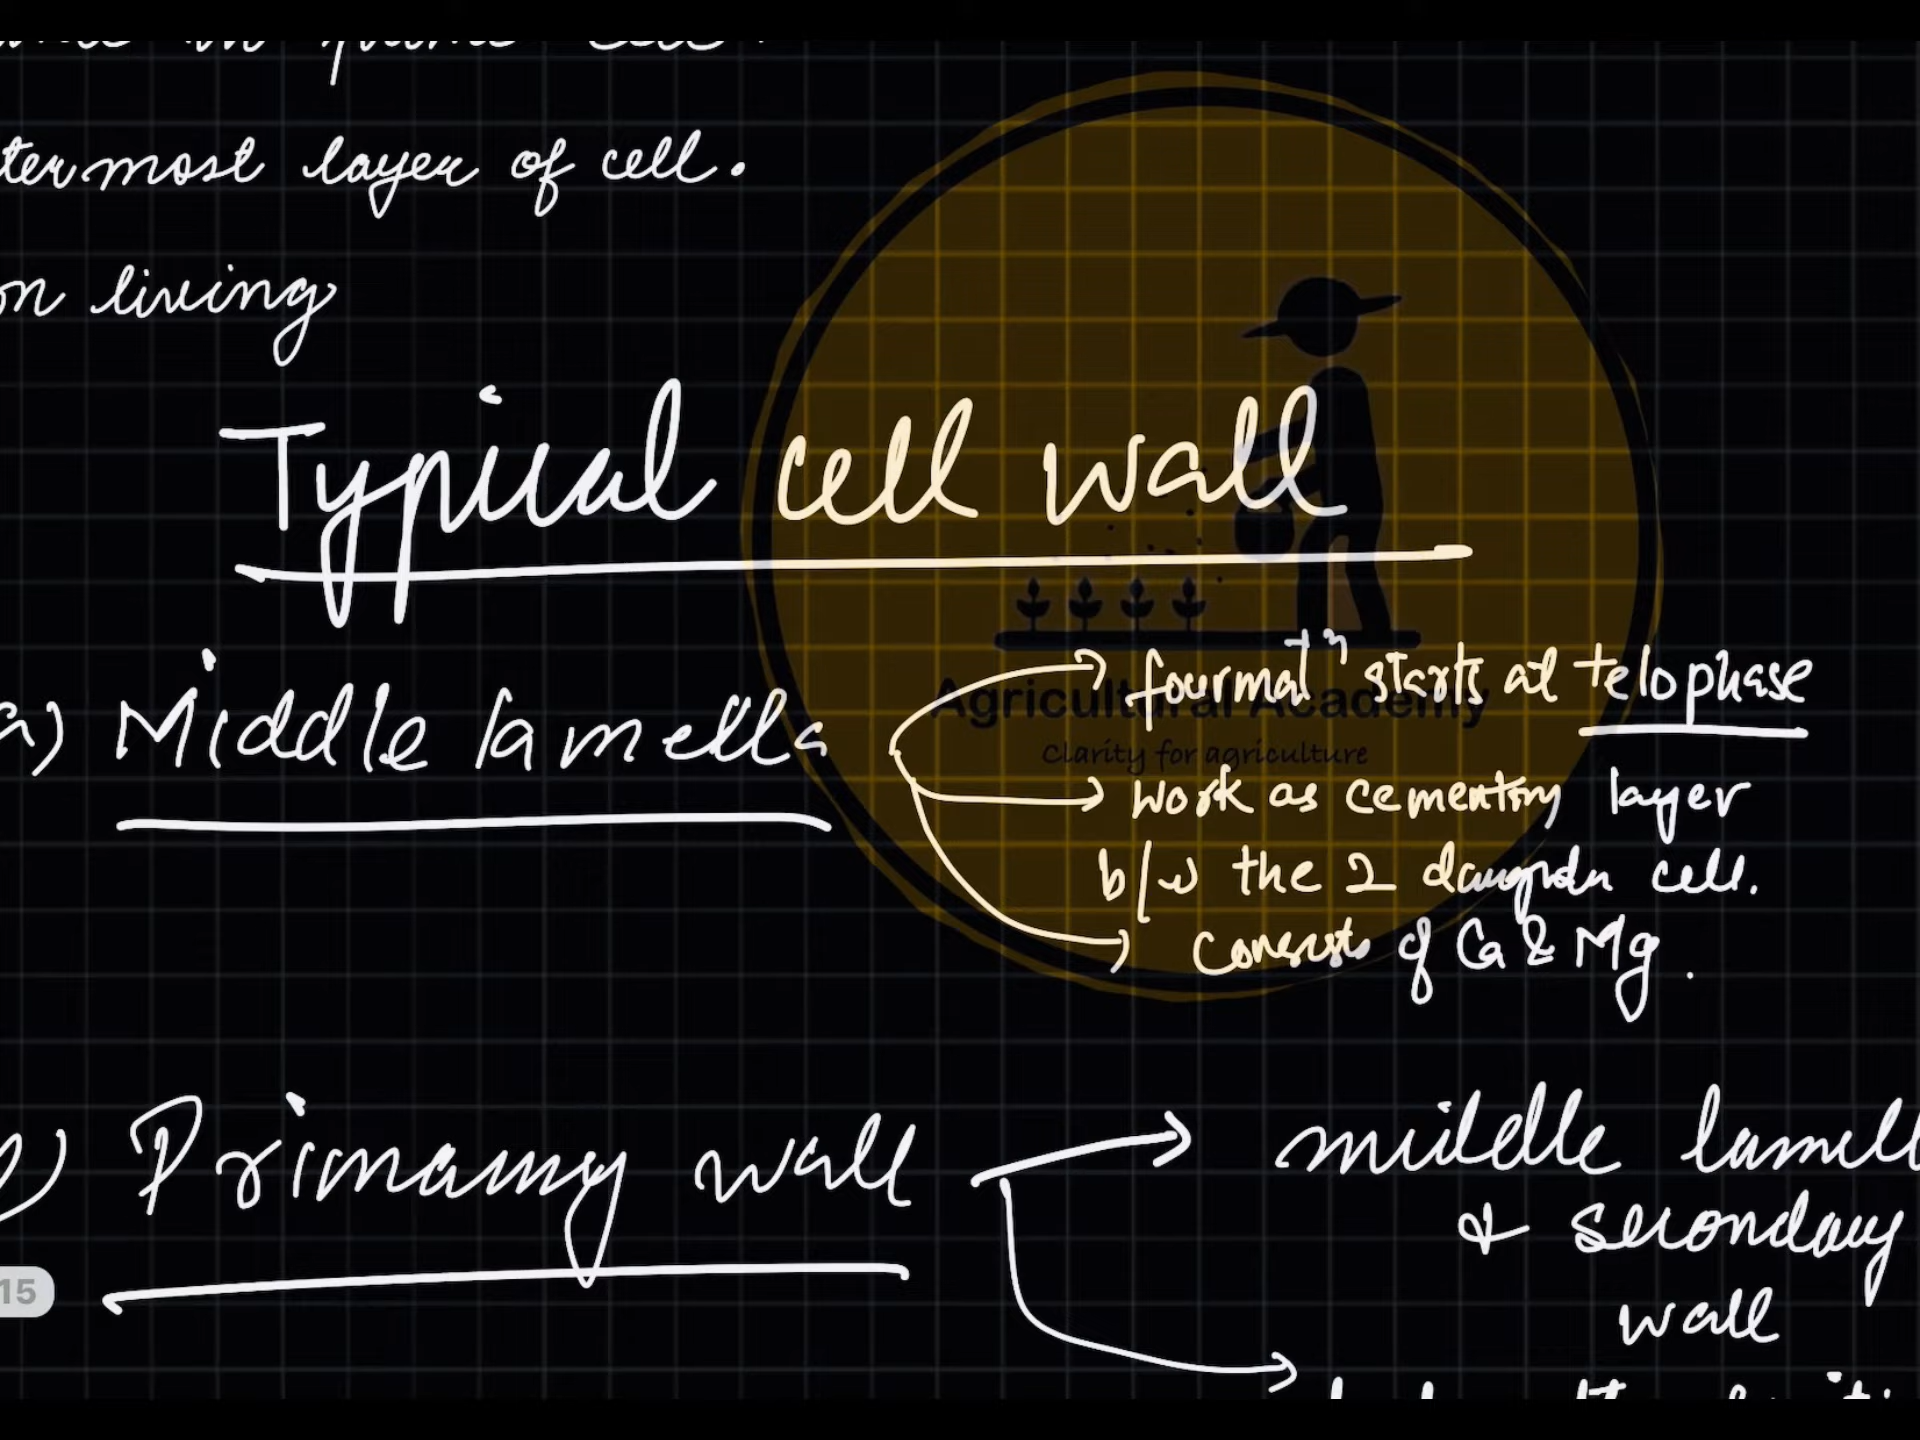 in
termost layer of cell.
on living
Typical cell wall
a) Middle lamella
→ fourmatn starts at telophase
Agricultural Academy
Clarity for agriculture
→ work as cementing layer
b/w the 2 daughter cell.
→ Consists of Ca & Mg.
) Primary wall → middle lamell
& secondary
wall
15